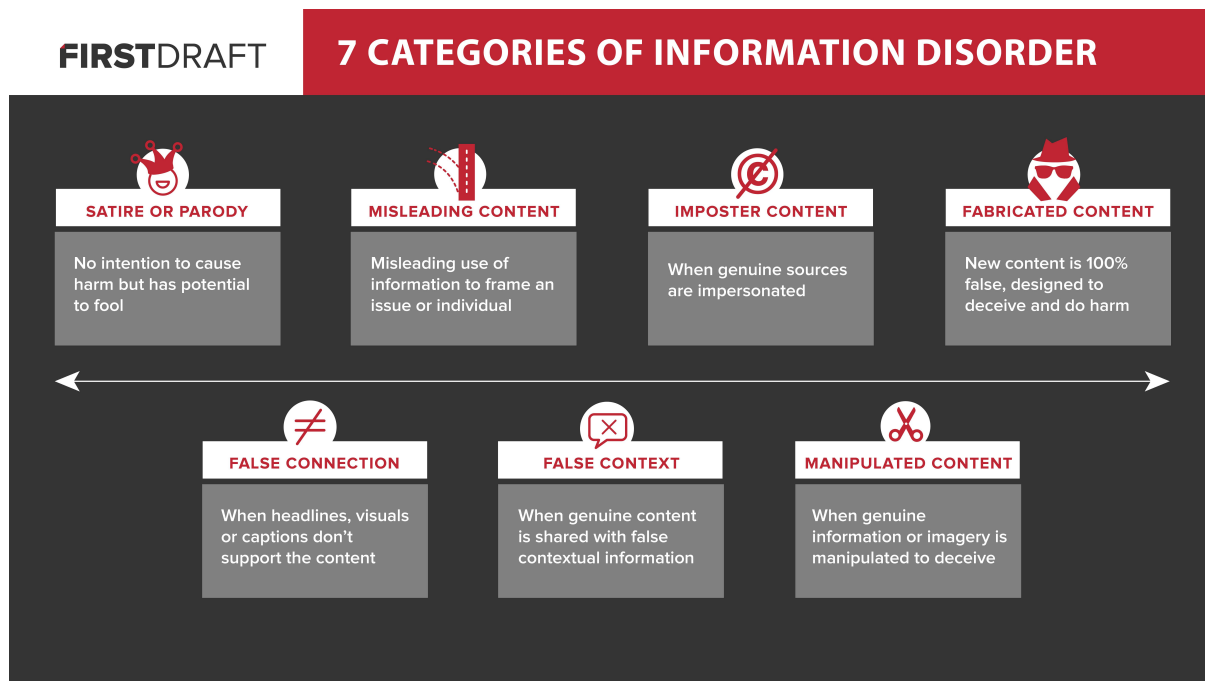 FIRSTDRAFT
7 CATEGORIES OF INFORMATION DISORDER
SATIRE OR PARODY
No intention to cause
harm but has potential
to fool
MISLEADING CONTENT
Misleading use of
information to frame an
issue or individual
IMPOSTER CONTENT
When genuine sources
are impersonated
FABRICATED CONTENT
New content is 100%
false, designed to
deceive and do harm
FALSE CONNECTION
When headlines, visuals
or captions don't
support the content
FALSE CONTEXT
When genuine content
is shared with false
contextual information
MANIPULATED CONTENT
When genuine
information or imagery is
manipulated to deceive